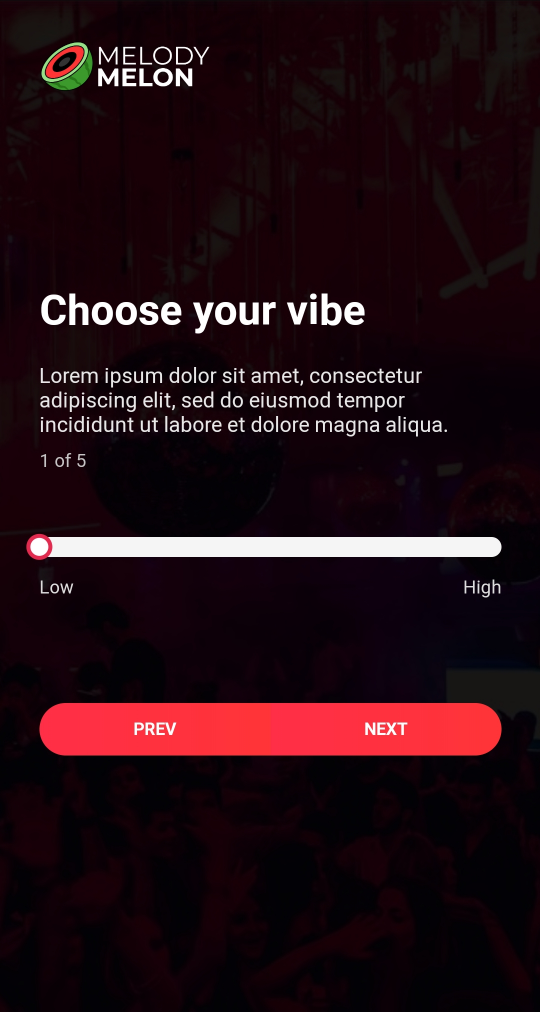 MELODY
MELON
Choose your vibe
Lorem ipsum dolor sit amet, consectetur
adipiscing elit, sed do eiusmod tempor
incididunt ut labore et dolore magna aliqua.
1 of 5
Low High
PREV NEXT